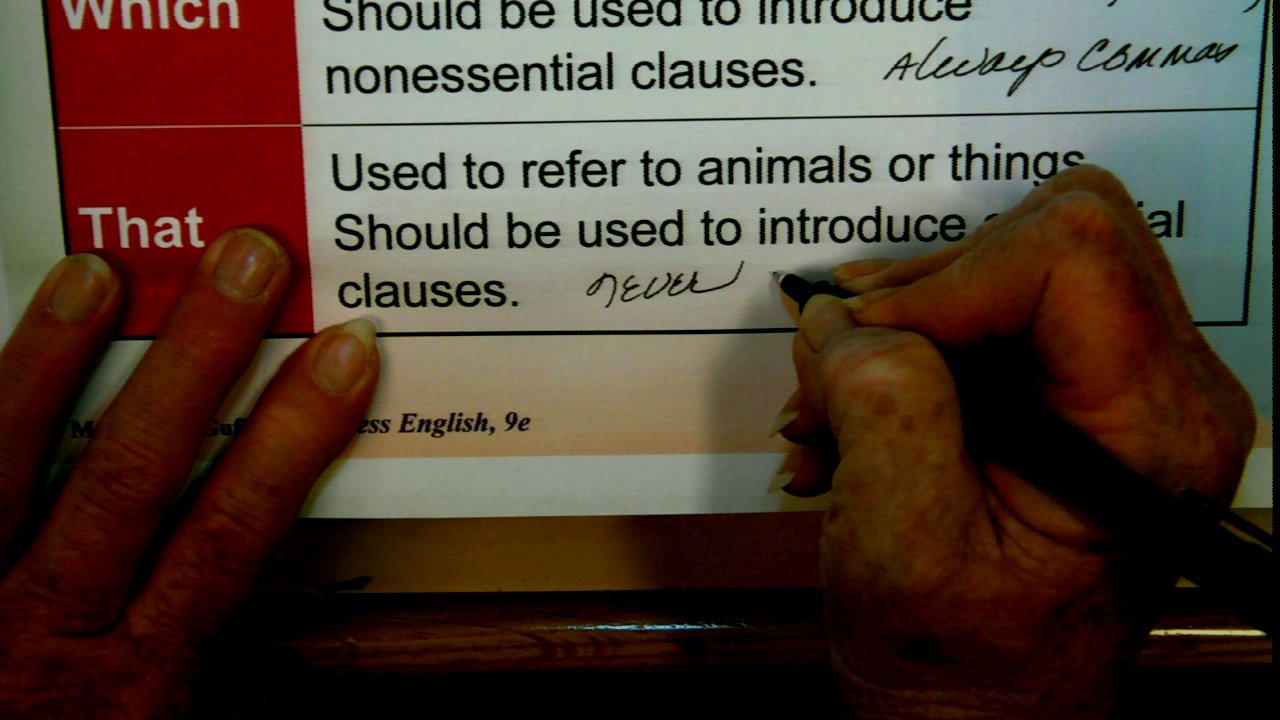 Which
Should be used to introduce
nonessential clauses. Always Commas
That
Used to refer to animals or things
Should be used to introduce
clauses. never
ess English, 9e